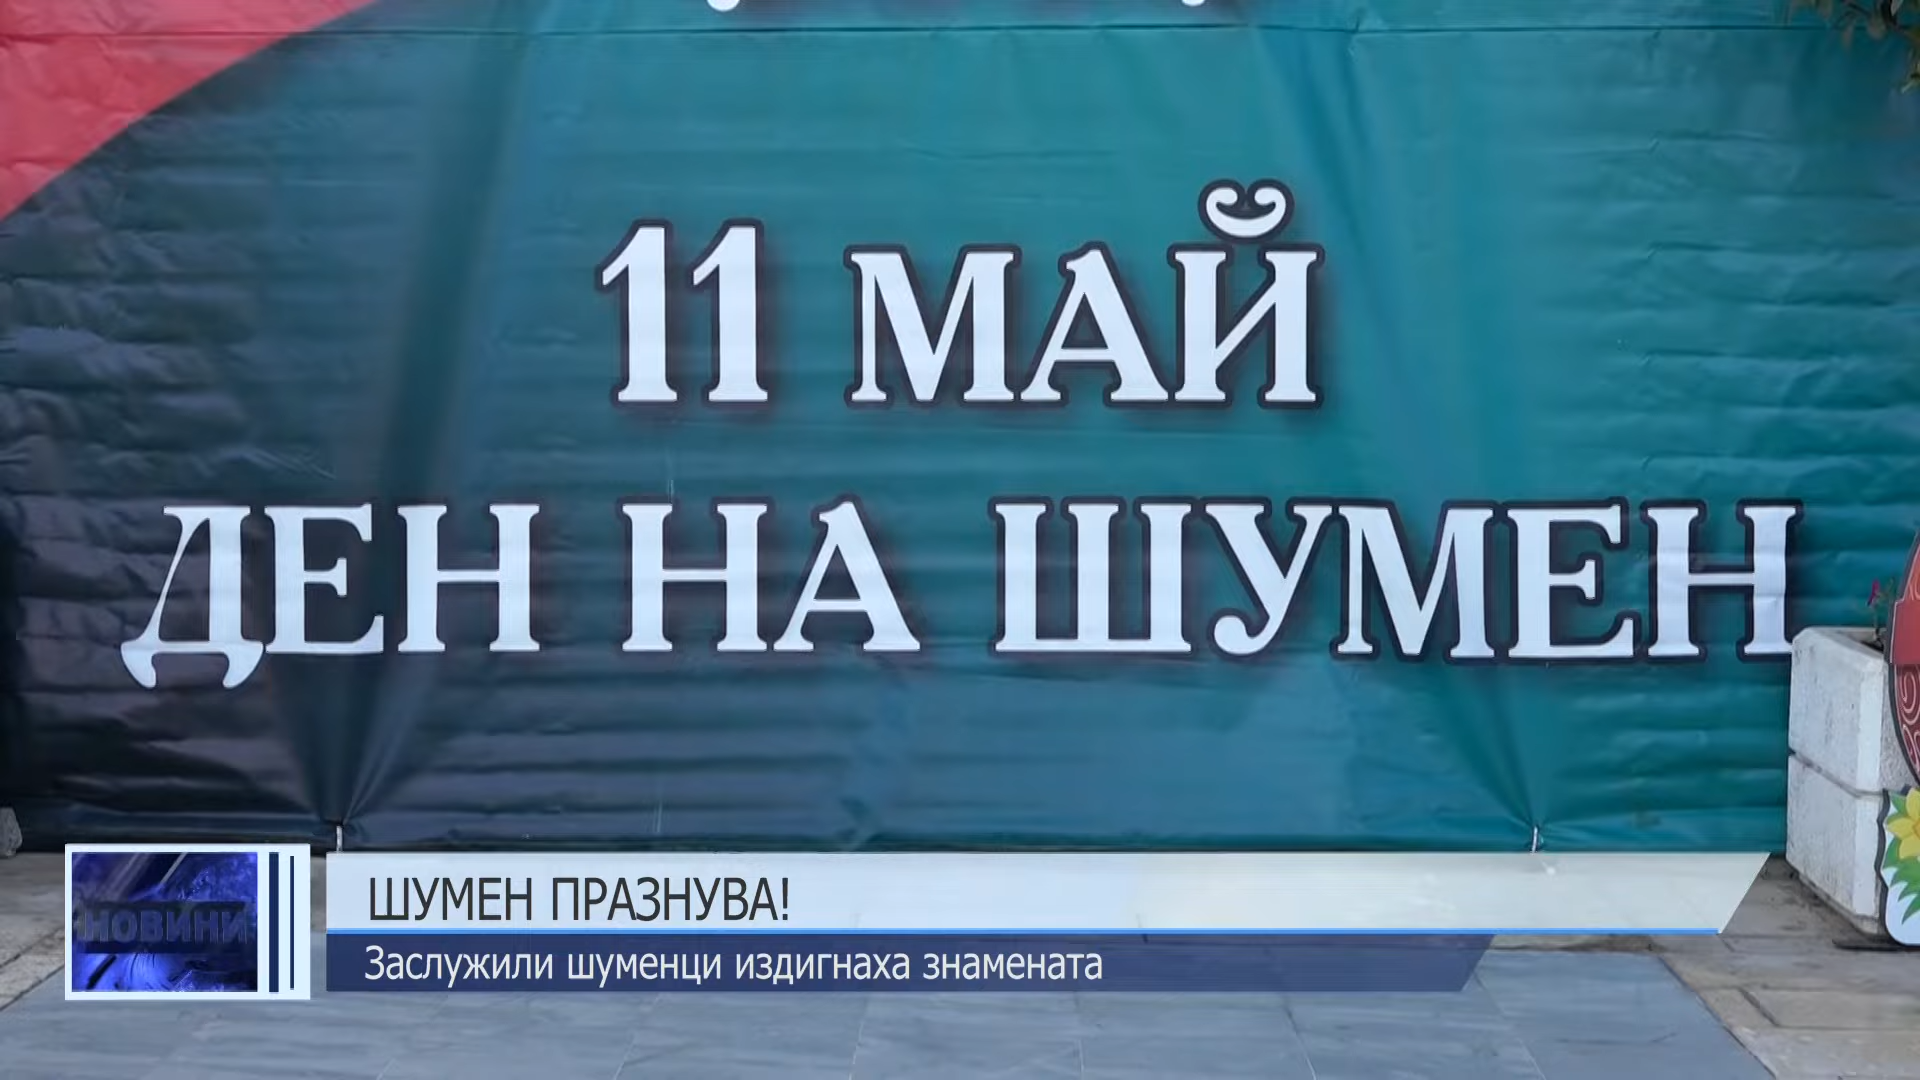 11 МАЙ
ДЕН НА ШУМЕН
НОВИНИ
ШУМЕН ПРАЗНУВА!
Заслужили шуменци издигнаха знамената